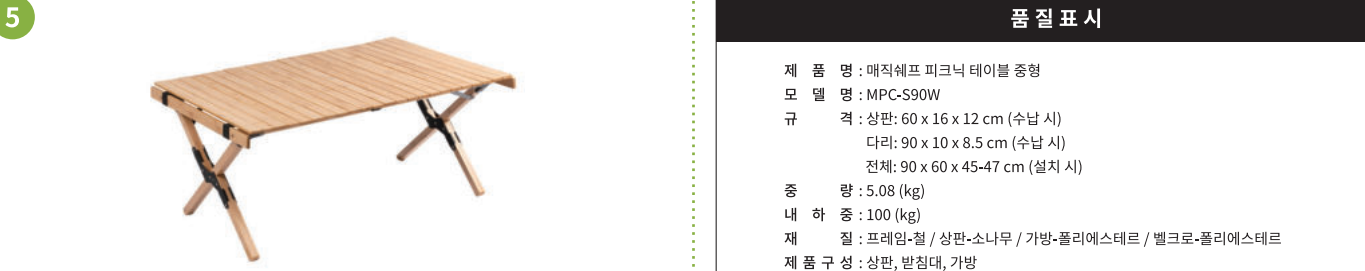 5
품질표시
제 품 명 : 매직쉐프 피크닉 테이블 중형
모 델 명 : MPC-S90W
규 격 : 상판: 60 x 16 x 12 cm (수납 시)
다리: 90 x 10 x 8.5 cm (수납 시)
전체: 90 x 60 x 45-47 cm (설치 시)
중 량 : 5.08 (kg)
내 하 중 : 100 (kg)
재 질 : 프레임-철 / 상판-소나무 / 가방-폴리에스테르 / 벨크로-폴리에스테르
제 품 구 성 : 상판, 받침대, 가방